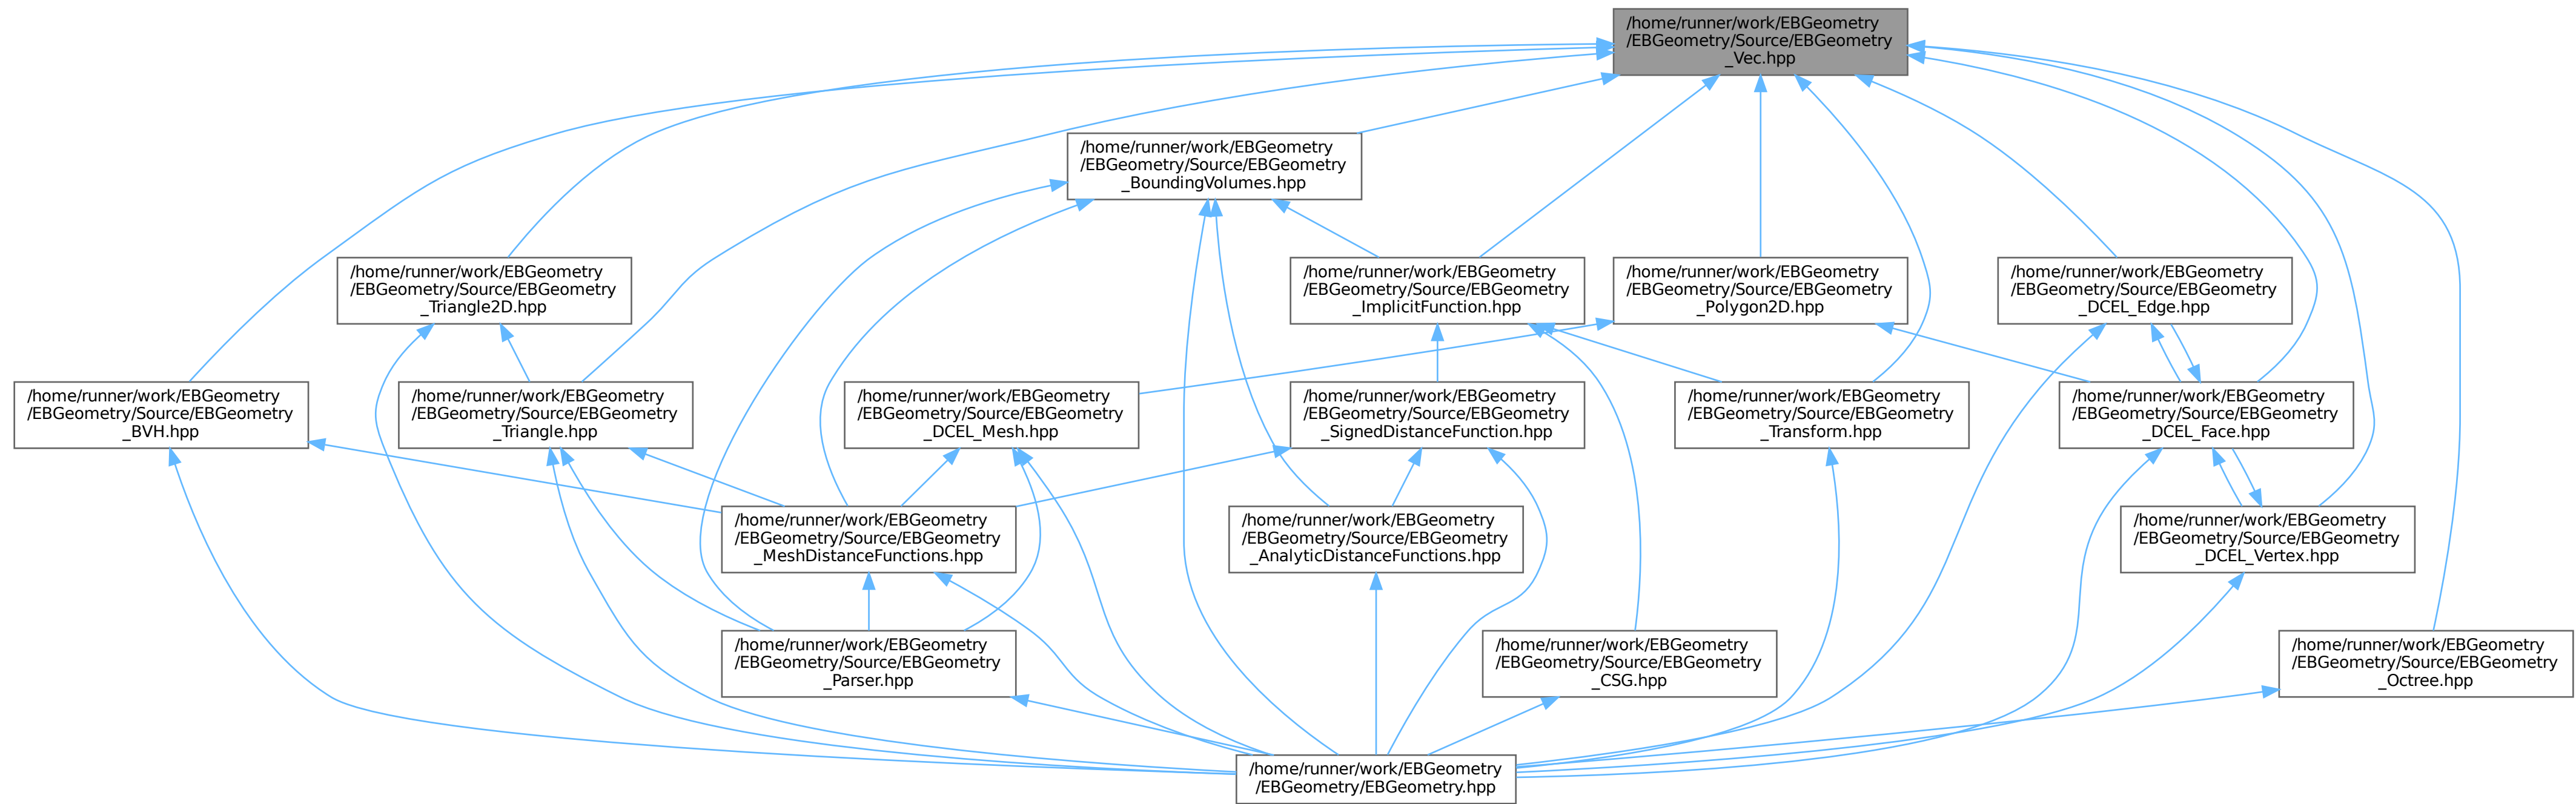 /home/runner/work/EBGeometry
/EBGeometry/Source/EBGeometry
_Vec.hpp
/home/runner/work/EBGeometry
/EBGeometry/Source/EBGeometry
_BoundingVolumes.hpp
/home/runner/work/EBGeometry
/EBGeometry/Source/EBGeometry
_Triangle2D.hpp
/home/runner/work/EBGeometry
/EBGeometry/Source/EBGeometry
_ImplicitFunction.hpp
/home/runner/work/EBGeometry
/EBGeometry/Source/EBGeometry
_Polygon2D.hpp
/home/runner/work/EBGeometry
/EBGeometry/Source/EBGeometry
_DCEL_Edge.hpp
/home/runner/work/EBGeometry
/EBGeometry/Source/EBGeometry
_BVH.hpp
/home/runner/work/EBGeometry
/EBGeometry/Source/EBGeometry
_Triangle.hpp
/home/runner/work/EBGeometry
/EBGeometry/Source/EBGeometry
_DCEL_Mesh.hpp
/home/runner/work/EBGeometry
/EBGeometry/Source/EBGeometry
_SignedDistanceFunction.hpp
/home/runner/work/EBGeometry
/EBGeometry/Source/EBGeometry
_Transform.hpp
/home/runner/work/EBGeometry
/EBGeometry/Source/EBGeometry
_DCEL_Face.hpp
/home/runner/work/EBGeometry
/EBGeometry/Source/EBGeometry
_MeshDistanceFunctions.hpp
/home/runner/work/EBGeometry
/EBGeometry/Source/EBGeometry
_AnalyticDistanceFunctions.hpp
/home/runner/work/EBGeometry
/EBGeometry/Source/EBGeometry
_DCEL_Vertex.hpp
/home/runner/work/EBGeometry
/EBGeometry/Source/EBGeometry
_Parser.hpp
/home/runner/work/EBGeometry
/EBGeometry/Source/EBGeometry
_CSG.hpp
/home/runner/work/EBGeometry
/EBGeometry/Source/EBGeometry
_Octree.hpp
/home/runner/work/EBGeometry
/EBGeometry/EBGeometry.hpp